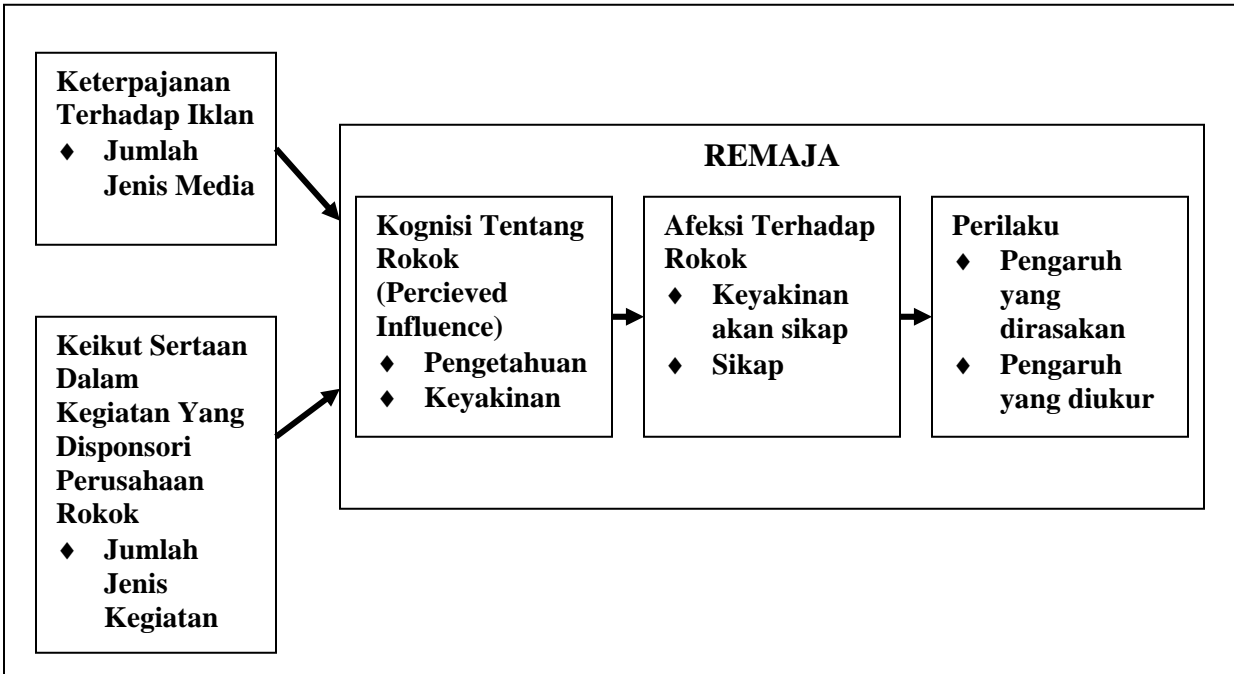 Keterpajanan
Terhadap Iklan
♦ Jumlah
Jenis Media
Keikut Sertaan
Dalam
Kegiatan Yang
Disponsori
Perusahaan
Rokok
♦ Jumlah
Jenis
Kegiatan
REMAJA
Kognisi Tentang
Rokok
(Percieved
Influence)
♦ Pengetahuan
♦ Keyakinan
Afeksi Terhadap
Rokok
♦ Keyakinan
akan sikap
♦ Sikap
Perilaku
♦ Pengaruh
yang
dirasakan
♦ Pengaruh
yang diukur